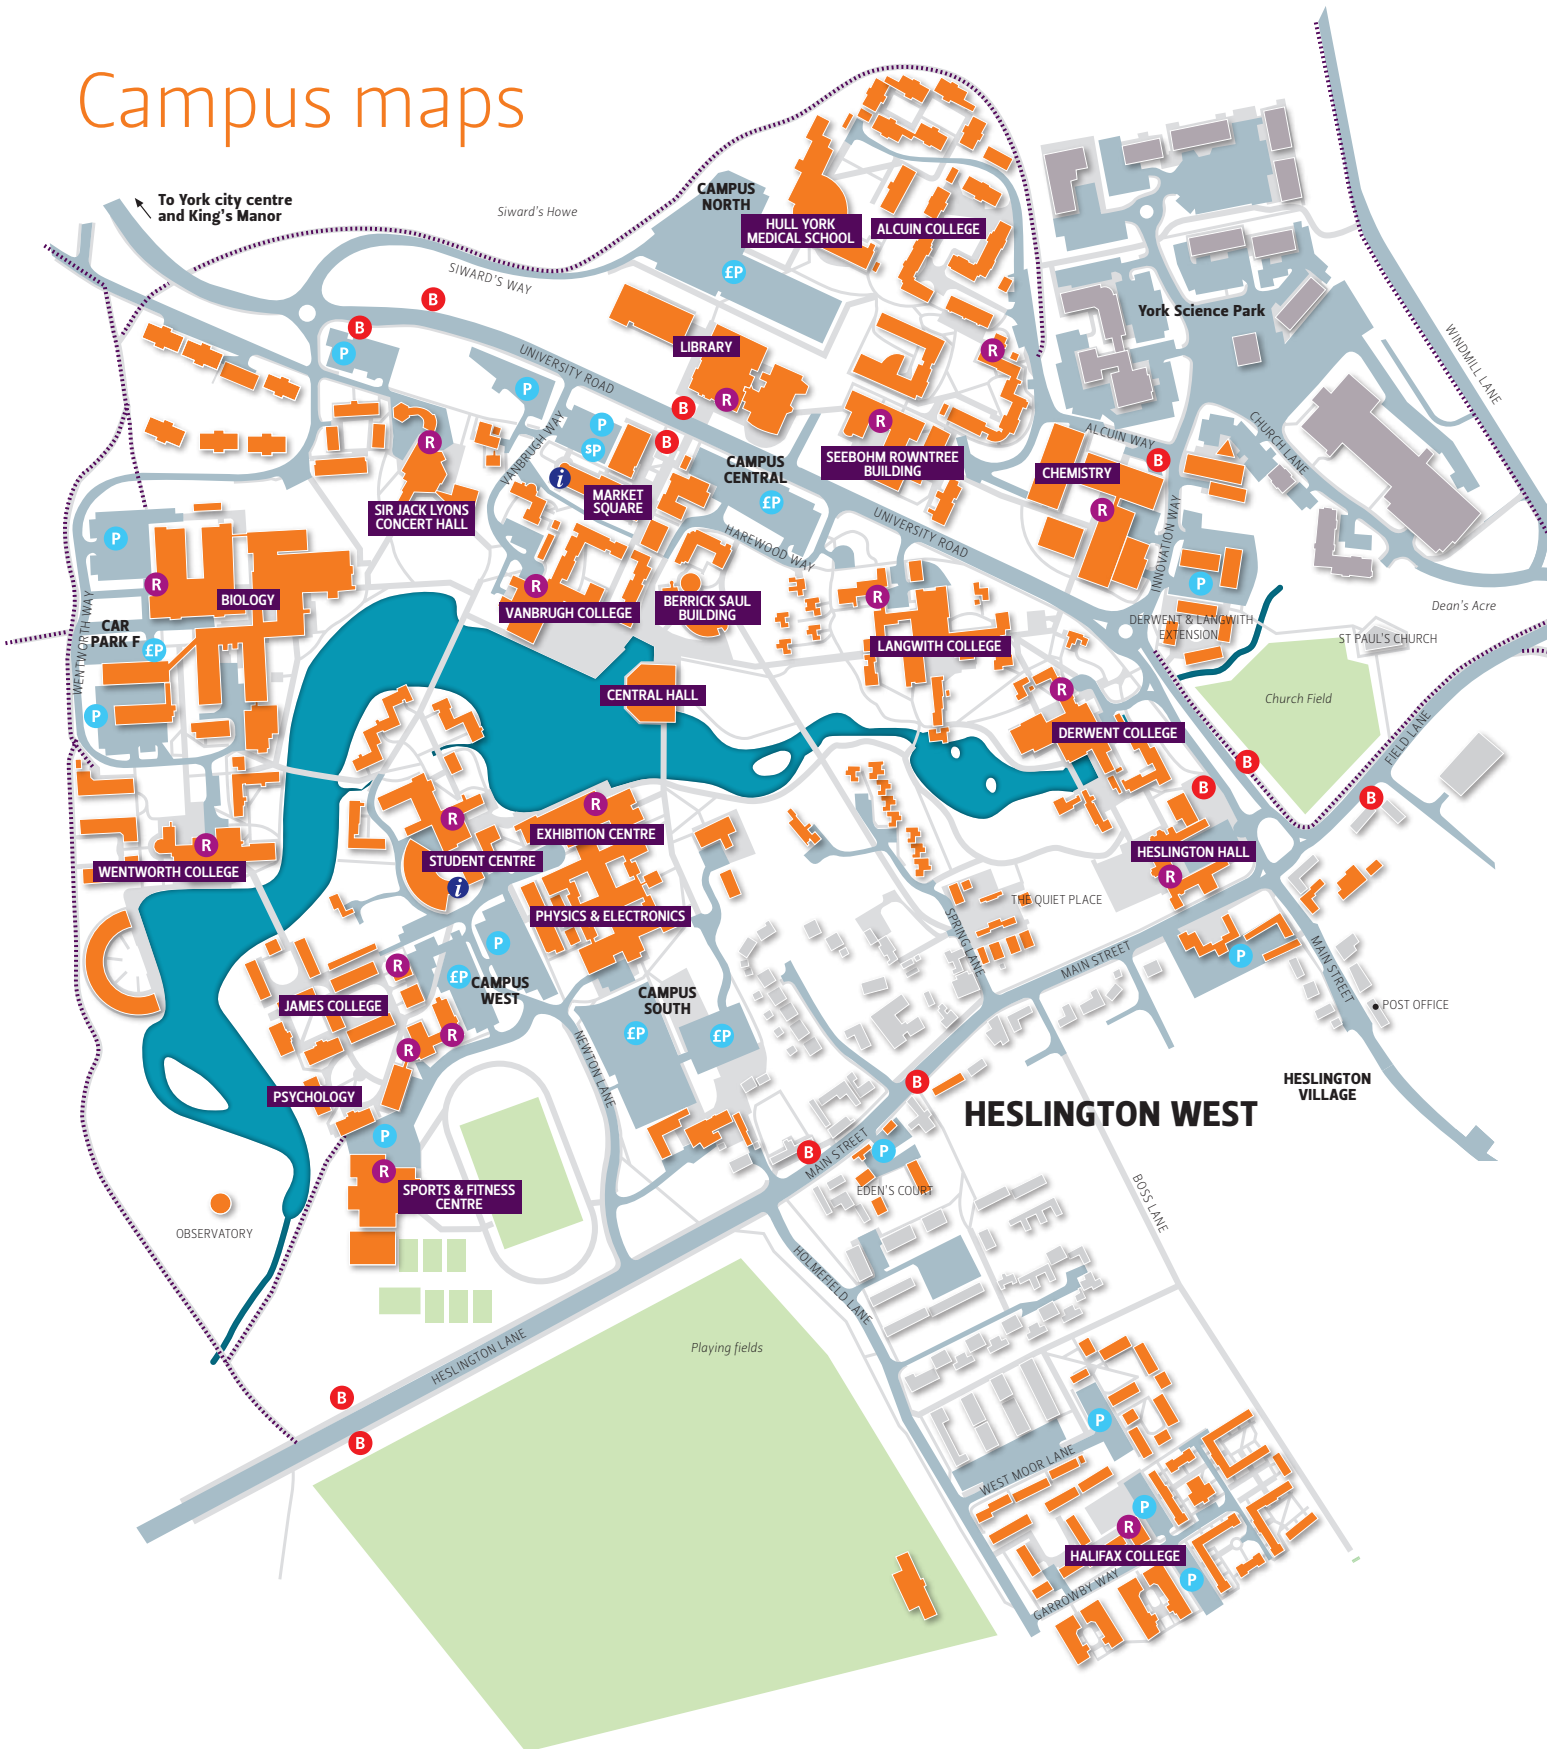 Campus maps
To York city centre
and King's Manor
Siward's Howe
CAMPUS
NORTH
HULL YORK
MEDICAL SCHOOL
ALCUIN COLLEGE
SIWARD'S WAY
£P
B
B
P
York Science Park
WINDMILL LANE
LIBRARY
R
UNIVERSITY ROAD
P
R
B
P
SP
B
VANBRUGH WAY
i
R
R
SEEBOHM ROWNTREE
BUILDING
CAMPUS
CENTRAL
£P
ALCUIN WAY
B
CHURCH LANE
CHEMISTRY
R
MARKET
SQUARE
SIR JACK LYONS
CONCERT HALL
HAREWOOD WAY
UNIVERSITY ROAD
INNOVATION WAY
P
P
R
BIOLOGY
R
VANBRUGH COLLEGE
BERRICK SAUL
BUILDING
R
Dean's Acre
WENTWORTH WAY
CAR
PARK F
£P
DERWENT & LANGWITH
EXTENSION
ST PAUL'S CHURCH
LANGWITH COLLEGE
P
CENTRAL HALL
R
Church Field
DERWENT COLLEGE
FIELD LANE
B
B
B
R
EXHIBITION CENTRE
R
R
WENTWORTH COLLEGE
STUDENT CENTRE
i
HESLINGTON HALL
R
THE QUIET PLACE
PHYSICS & ELECTRONICS
SPRING LANE
P
MAIN STREET
P
MAIN STREET
R
£P
CAMPUS
WEST
JAMES COLLEGE
CAMPUS
SOUTH
£P
£P
POST OFFICE
R
R
NEWTON LANE
PSYCHOLOGY
B
HESLINGTON
VILLAGE
HESLINGTON WEST
P
R
B
MAIN STREET
P
SPORTS & FITNESS
CENTRE
EDEN'S COURT
BOSS LANE
OBSERVATORY
HOLMEFIELD LANE
HESLINGTON LANE
Playing fields
B
B
P
WEST MOOR LANE
P
R
HALIFAX COLLEGE
P
GARROWBY WAY